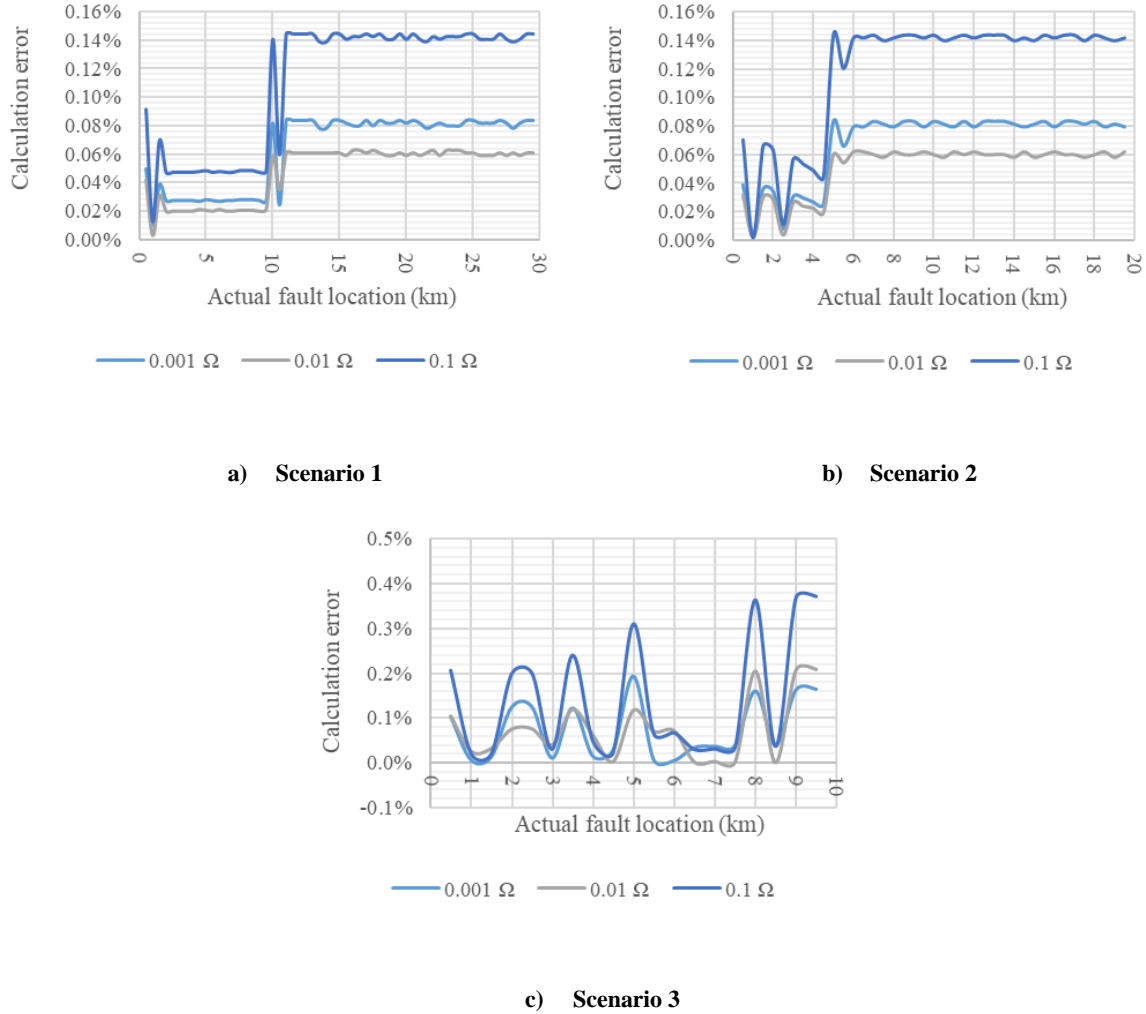 0.16%
0.14%
0.12%
0.10%
0.08%
0.06%
0.04%
0.02%
0.00%
Calculation error
0 5 10 15 20 25 30
Actual fault location (km)
0.001 Ω 0.01 Ω 0.1 Ω
a) Scenario 1
0.16%
0.14%
0.12%
0.10%
0.08%
0.06%
0.04%
0.02%
0.00%
Calculation error
0 2 4 6 8 10 12 14 16 18 20
Actual fault location (km)
0.001 Ω 0.01 Ω 0.1 Ω
b) Scenario 2
0.5%
0.4%
0.3%
0.2%
0.1%
0.0%
-0.1%
Calculation error
0 1 2 3 4 5 6 7 8 9 10
Actual fault location (km)
0.001 Ω 0.01 Ω 0.1 Ω
c) Scenario 3